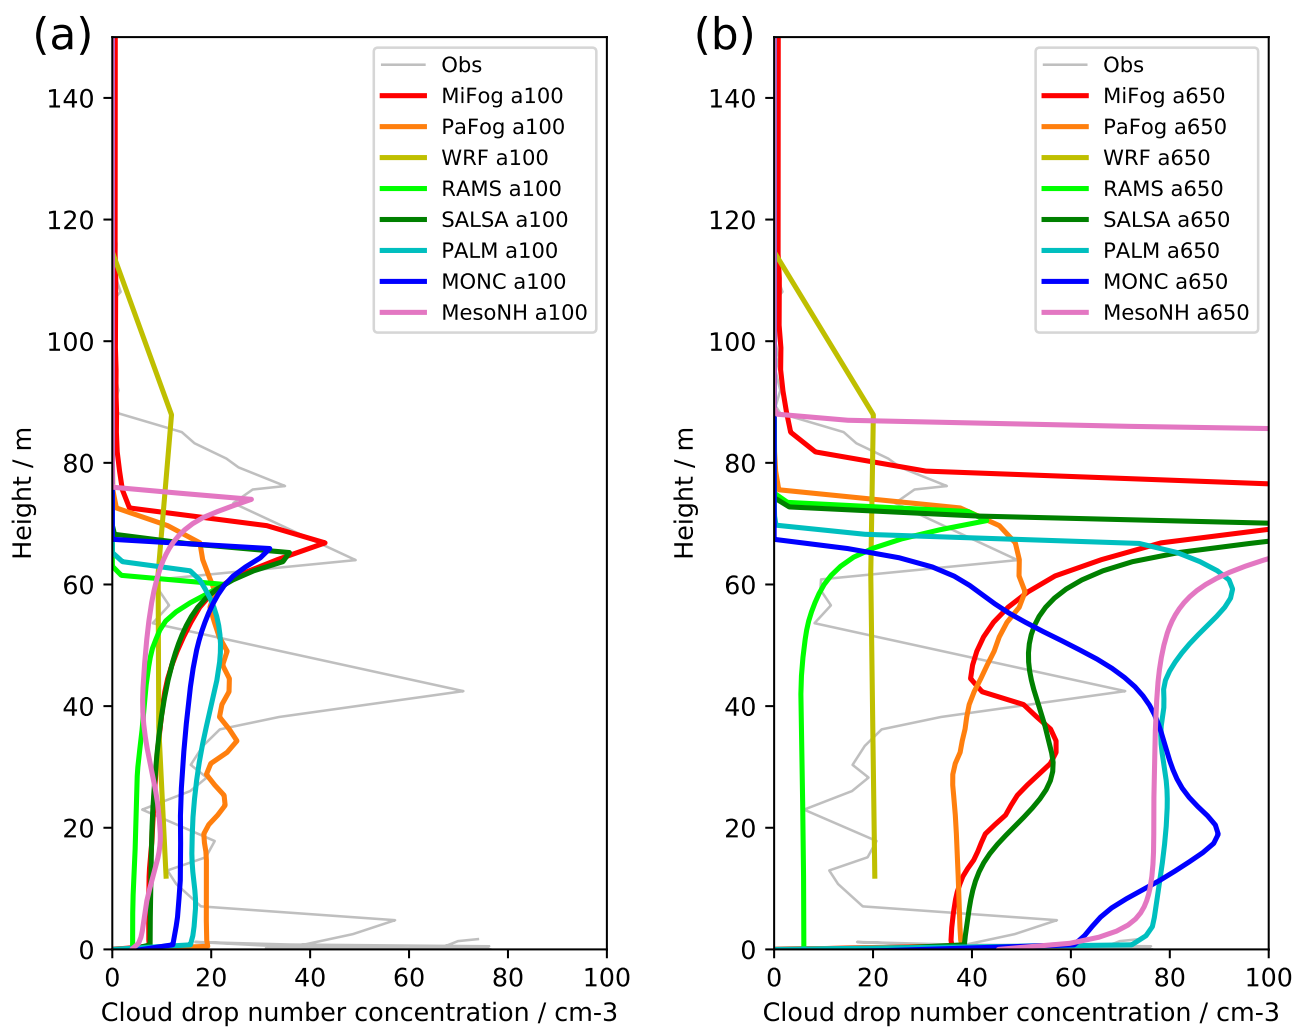 (a)
Height / m
140
120
100
80
60
40
20
0
Obs
MiFog a100
PaFog a100
WRF a100
RAMS a100
SALSA a100
PALM a100
MONC a100
MesoNH a100
0 20 40 60 80 100
Cloud drop number concentration / cm-3
(b)
Height / m
140
120
100
80
60
40
20
0
Obs
MiFog a650
PaFog a650
WRF a650
RAMS a650
SALSA a650
PALM a650
MONC a650
MesoNH a650
0 20 40 60 80 100
Cloud drop number concentration / cm-3